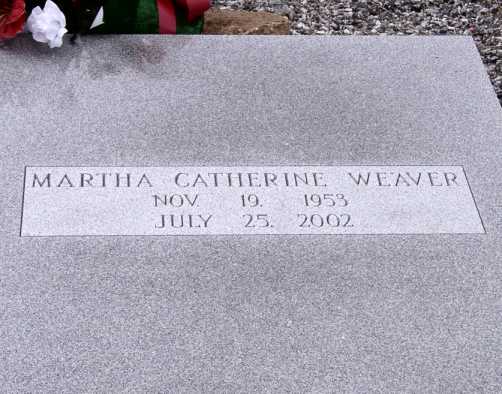 MARTHA CATHERINE WEAVER
NOV. 19, 1953
JULY 25, 2002